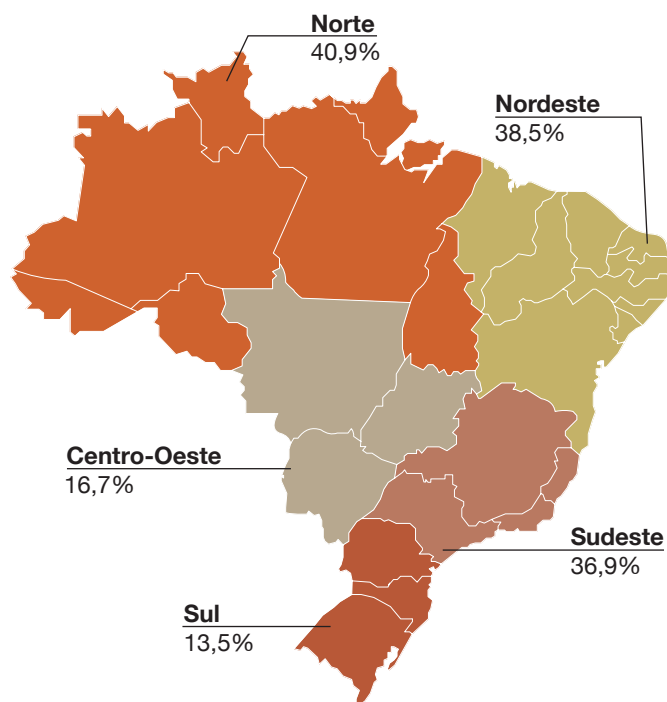 Norte
40,9%
Nordeste
38,5%
Centro-Oeste
16,7%
Sudeste
36,9%
Sul
13,5%